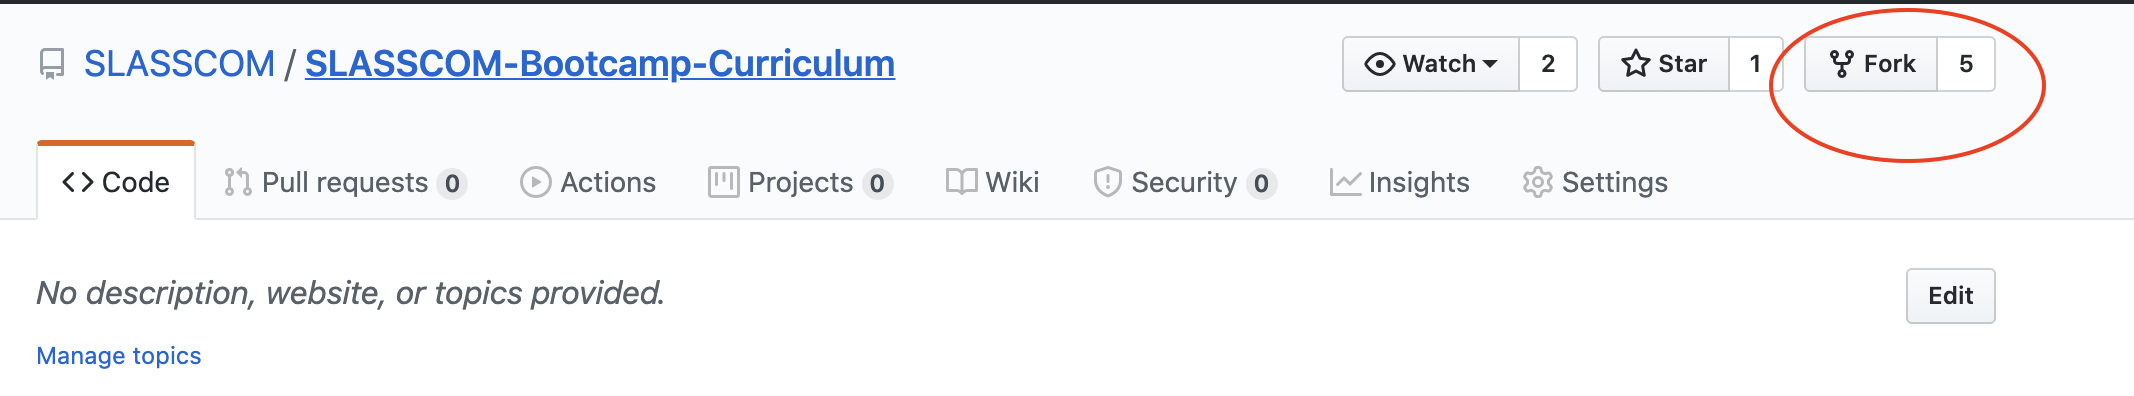 SLASSCOM / SLASSCOM-Bootcamp-Curriculum
Watch 2 Star 1 Fork 5
Code Pull requests 0 Actions Projects 0 Wiki Security 0 Insights Settings
No description, website, or topics provided.
Edit
Manage topics